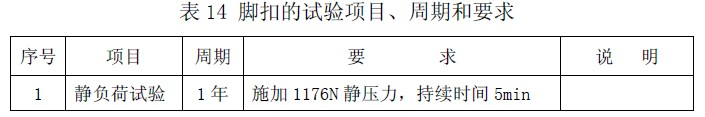 表 14 脚扣的试验项目、周期和要求
序号 项目 周期 要 求 说 明
1 静负荷试验 1 年 施加 1176N 静压力，持续时间 5min